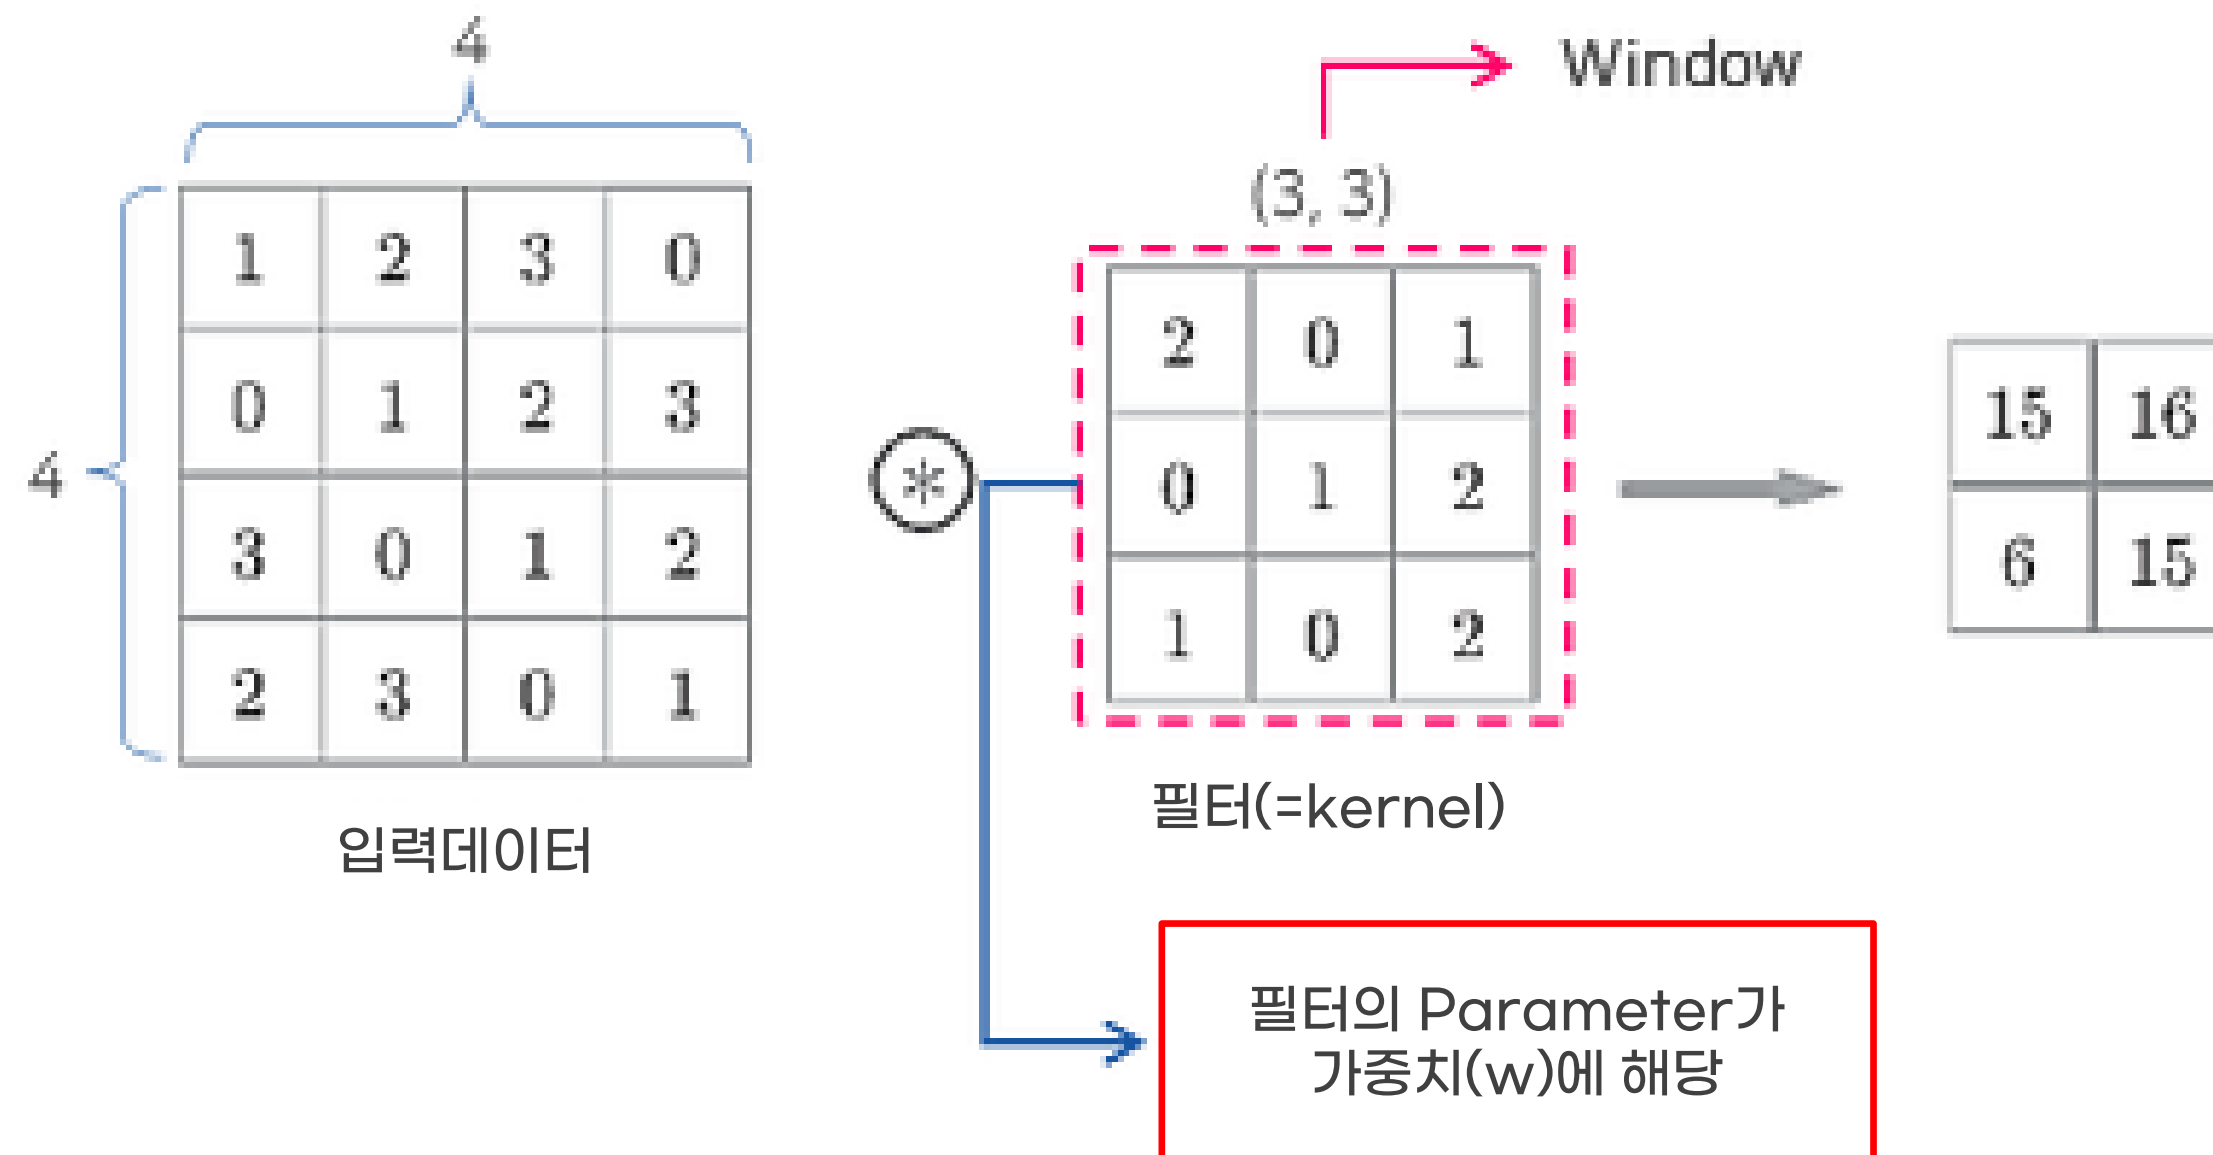 4
Window
(3, 3)
4
1 2 3 0
0 1 2 3
3 0 1 2
2 3 0 1
*
2 0 1
0 1 2
1 0 2
15 16
6 15
입력데이터
필터(=kernel)
필터의 Parameter가
가중치(w)에 해당